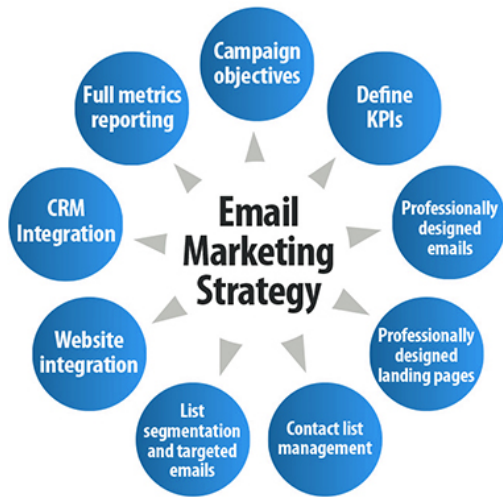 Campaign
objectives
Define
KPIs
Professionally
designed
emails
Professionally
designed
landing pages
Contact list
management
List
segmentation
and targeted
emails
Website
integration
CRM
Integration
Full metrics
reporting
Email
Marketing
Strategy